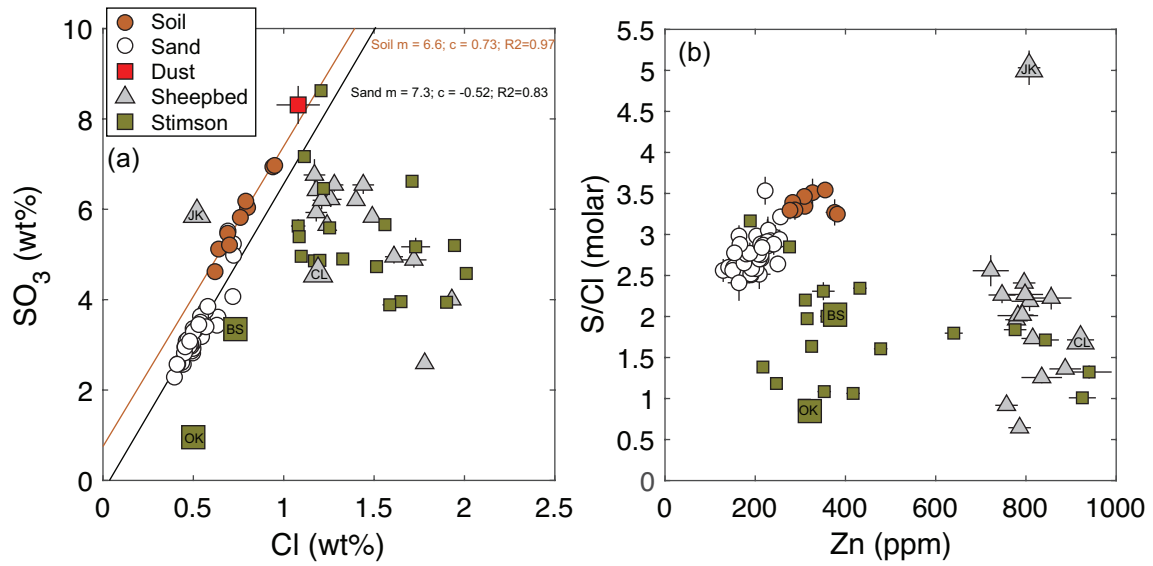 Soil
Sand
Dust
Sheepbed
Stimson
(a)
Soil m = 6.6; c = 0.73; R2=0.97
Sand m = 7.3; c = -0.52; R2=0.83
JK
CL
BS
OK
SO3 (wt%)
10
8
6
4
2
0
0 0.5 1 1.5 2 2.5
Cl (wt%)
(b)
JK
BS
CL
OK
S/Cl (molar)
5.5
5
4.5
4
3.5
3
2.5
2
1.5
1
0.5
0
200 400 600 800 1000
Zn (ppm)